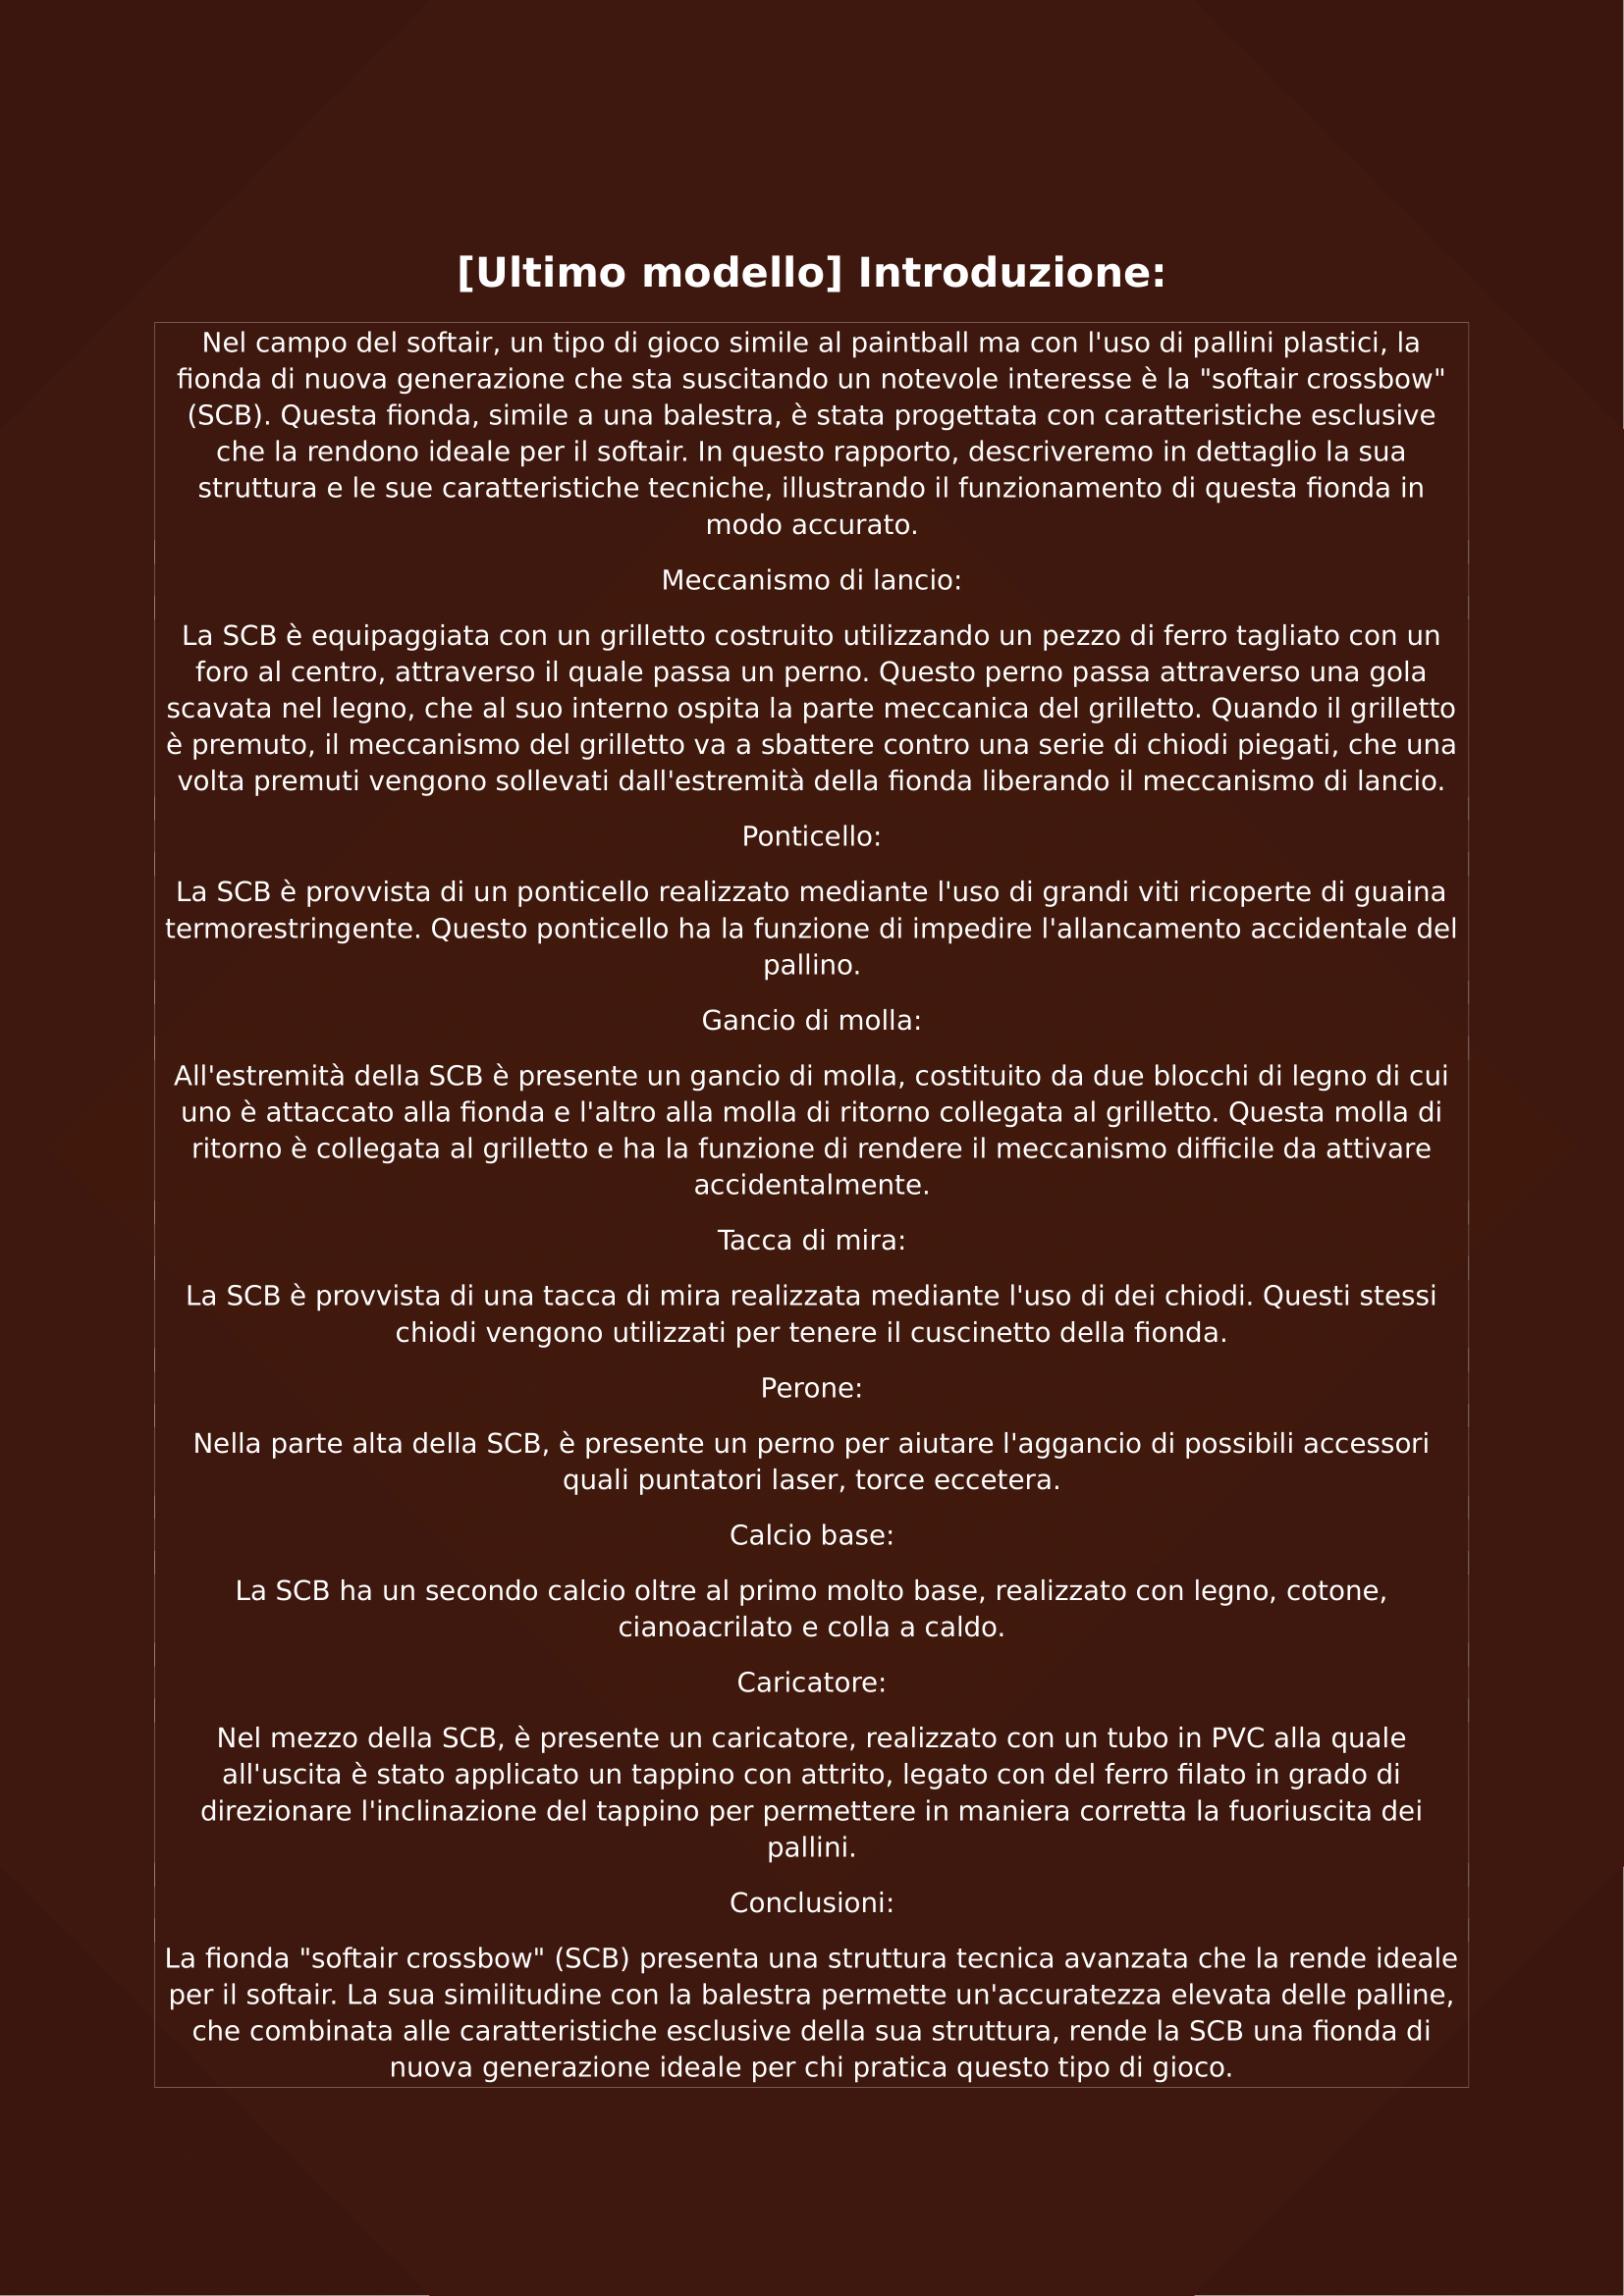 [Ultimo modello] Introduzione:
Nel campo del softair, un tipo di gioco simile al paintball ma con l'uso di pallini plastici, la
fionda di nuova generazione che sta suscitando un notevole interesse è la "softair crossbow"
(SCB). Questa fionda, simile a una balestra, è stata progettata con caratteristiche esclusive
che la rendono ideale per il softair. In questo rapporto, descriveremo in dettaglio la sua
struttura e le sue caratteristiche tecniche, illustrando il funzionamento di questa fionda in
modo accurato.
Meccanismo di lancio:
La SCB è equipaggiata con un grilletto costruito utilizzando un pezzo di ferro tagliato con un
foro al centro, attraverso il quale passa un perno. Questo perno passa attraverso una gola
scavata nel legno, che al suo interno ospita la parte meccanica del grilletto. Quando il grilletto
è premuto, il meccanismo del grilletto va a sbattere contro una serie di chiodi piegati, che una
volta premuti vengono sollevati dall'estremità della fionda liberando il meccanismo di lancio.
Ponticello:
La SCB è provvista di un ponticello realizzato mediante l'uso di grandi viti ricoperte di guaina
termorestringente. Questo ponticello ha la funzione di impedire l'allancamento accidentale del
pallino.
Gancio di molla:
All'estremità della SCB è presente un gancio di molla, costituito da due blocchi di legno di cui
uno è attaccato alla fionda e l'altro alla molla di ritorno collegata al grilletto. Questa molla di
ritorno è collegata al grilletto e ha la funzione di rendere il meccanismo difficile da attivare
accidentalmente.
Tacca di mira:
La SCB è provvista di una tacca di mira realizzata mediante l'uso di dei chiodi. Questi stessi
chiodi vengono utilizzati per tenere il cuscinetto della fionda.
Perone:
Nella parte alta della SCB, è presente un perno per aiutare l'aggancio di possibili accessori
quali puntatori laser, torce eccetera.
Calcio base:
La SCB ha un secondo calcio oltre al primo molto base, realizzato con legno, cotone,
cianoacrilato e colla a caldo.
Caricatore:
Nel mezzo della SCB, è presente un caricatore, realizzato con un tubo in PVC alla quale
all'uscita è stato applicato un tappino con attrito, legato con del ferro filato in grado di
direzionare l'inclinazione del tappino per permettere in maniera corretta la fuoriuscita dei
pallini.
Conclusioni:
La fionda "softair crossbow" (SCB) presenta una struttura tecnica avanzata che la rende ideale
per il softair. La sua similitudine con la balestra permette un'accuratezza elevata delle palline,
che combinata alle caratteristiche esclusive della sua struttura, rende la SCB una fionda di
nuova generazione ideale per chi pratica questo tipo di gioco.